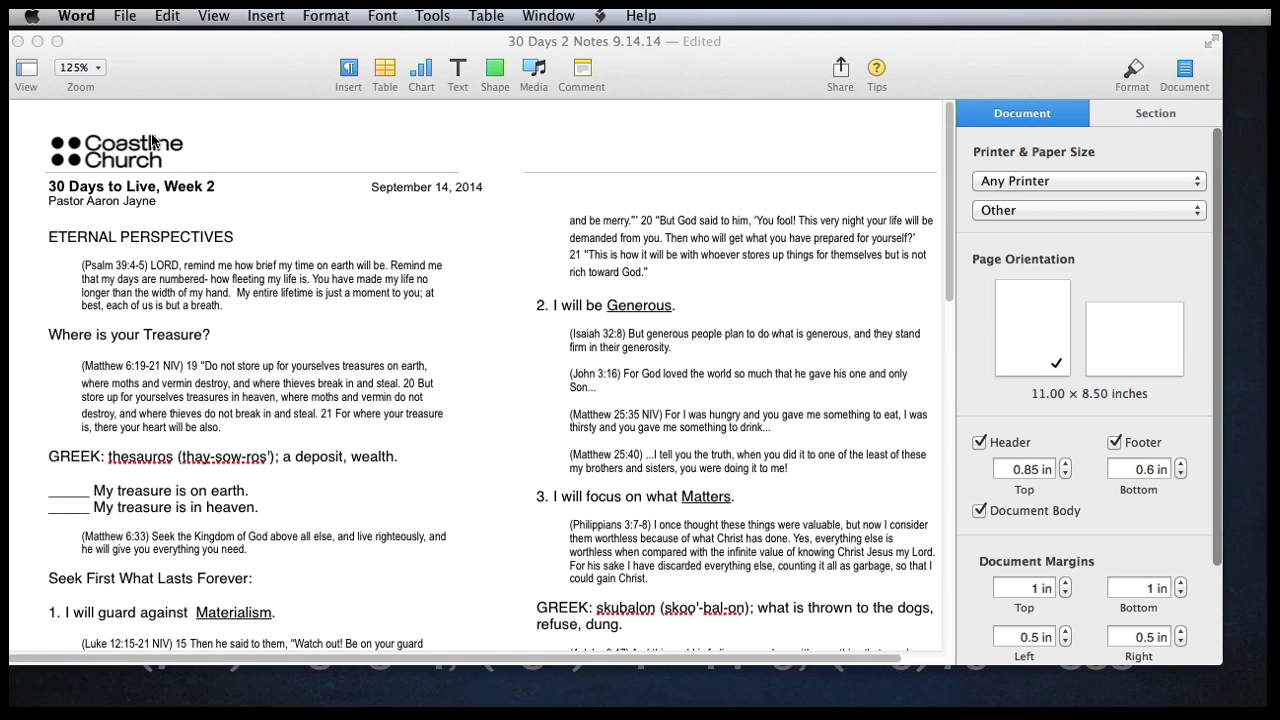 Word File Edit View Insert Format Font Tools Table Window Help
30 Days 2 Notes 9.14.14 — Edited
125%
View Zoom Insert Table Chart Text Shape Media Comment Share Tips Format Document
Coastline
Church
30 Days to Live, Week 2 September 14, 2014
Pastor Aaron Jayne
ETERNAL PERSPECTIVES
(Psalm 39:4-5) LORD, remind me how brief my time on earth will be. Remind me
that my days are numbered- how fleeting my life is. You have made my life no
longer than the width of my hand. My entire lifetime is just a moment to you; at
best, each of us is but a breath.
Where is your Treasure?
(Matthew 6:19-21 NIV) 19 "Do not store up for yourselves treasures on earth,
where moths and vermin destroy, and where thieves break in and steal. 20 But
store up for yourselves treasures in heaven, where moths and vermin do not
destroy, and where thieves do not break in and steal. 21 For where your treasure
is, there your heart will be also.
GREEK: thesauros (thay-sow-ros'); a deposit, wealth.
_____ My treasure is on earth.
_____ My treasure is in heaven.
(Matthew 6:33) Seek the Kingdom of God above all else, and live righteously, and
he will give you everything you need.
Seek First What Lasts Forever:
1. I will guard against Materialism.
(Luke 12:15-21 NIV) 15 Then he said to them, "Watch out! Be on your guard
and be merry."' 20 "But God said to him, 'You fool! This very night your life will be
demanded from you. Then who will get what you have prepared for yourself?'
21 "This is how it will be with whoever stores up things for themselves but is not
rich toward God."
2. I will be Generous.
(Isaiah 32:8) But generous people plan to do what is generous, and they stand
firm in their generosity.
(John 3:16) For God loved the world so much that he gave his one and only
Son...
(Matthew 25:35 NIV) For I was hungry and you gave me something to eat, I was
thirsty and you gave me something to drink...
(Matthew 25:40) ...I tell you the truth, when you did it to one of the least of these
my brothers and sisters, you were doing it to me!
3. I will focus on what Matters.
(Philippians 3:7-8) I once thought these things were valuable, but now I consider
them worthless because of what Christ has done. Yes, everything else is
worthless when compared with the infinite value of knowing Christ Jesus my Lord.
For his sake I have discarded everything else, counting it all as garbage, so that I
could gain Christ.
GREEK: skubalon (skoo'-bal-on); what is thrown to the dogs,
refuse, dung.
Document Section
Printer & Paper Size
Any Printer
Other
Page Orientation
11.00 × 8.50 inches
Header Footer
0.85 in 0.6 in
Top Bottom
Document Body
Document Margins
1 in 1 in
Top Bottom
0.5 in 0.5 in
Left Right